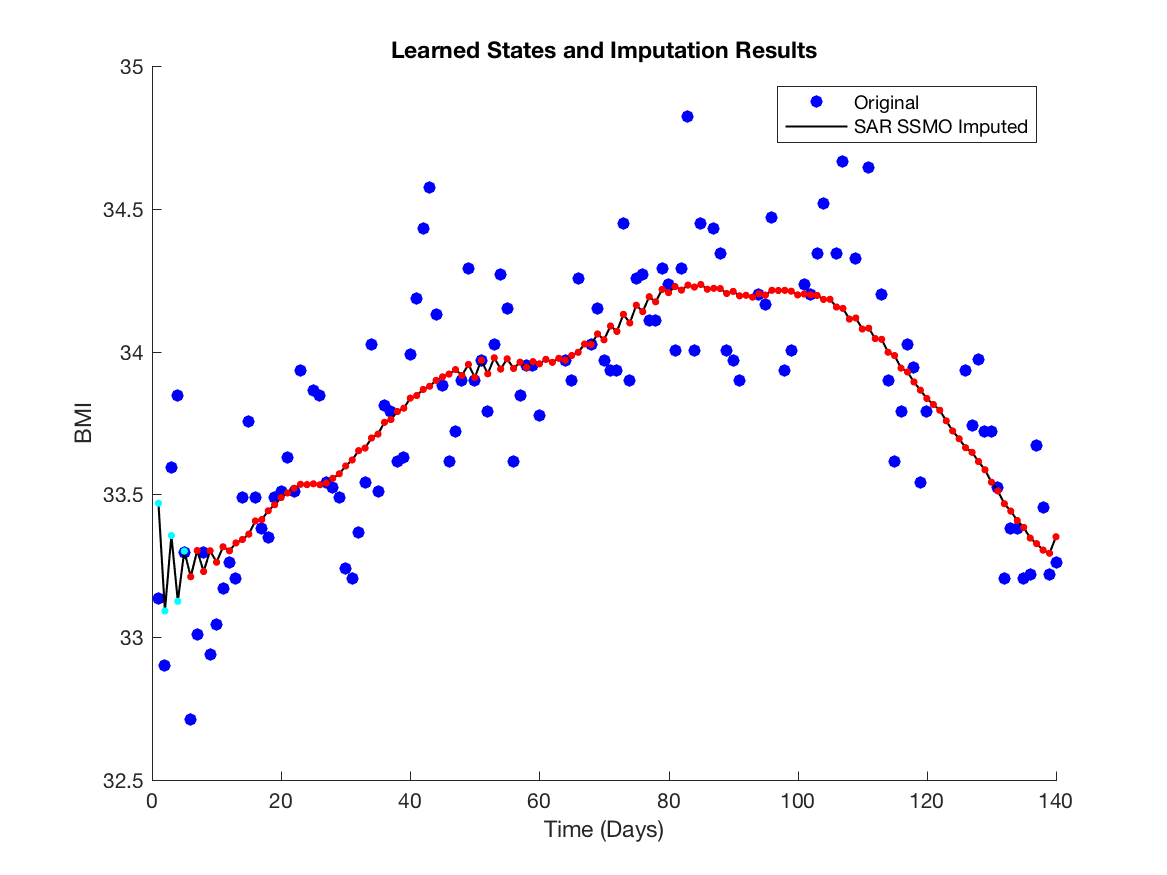 Learned States and Imputation Results
Original
SAR SSMO Imputed
BMI
35
34.5
34
33.5
33
32.5
0 20 40 60 80 100 120 140
Time (Days)